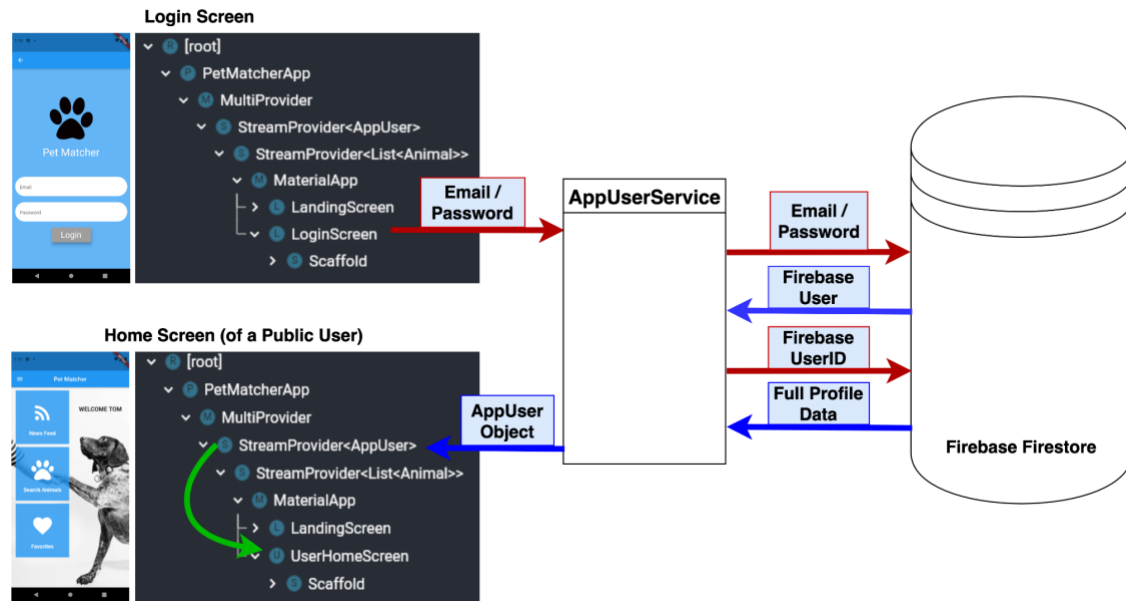 Login Screen
Pet Matcher
Email
Password
Login
[root]
PetMatcherApp
MultiProvider
StreamProvider<AppUser>
StreamProvider<List<Animal>>
MaterialApp
LandingScreen
LoginScreen
Scaffold
Email /
Password
AppUserService
Email /
Password
Firebase
User
Firebase
UserID
Full Profile
Data
Firebase Firestore
Home Screen (of a Public User)
Pet Matcher
WELCOME TOM
News Feed
Search Animals
Favorites
R [root]
P PetMatcherApp
M MultiProvider
S StreamProvider<AppUser>
S StreamProvider<List<Animal>>
M MaterialApp
L LandingScreen
U UserHomeScreen
S Scaffold
AppUser
Object